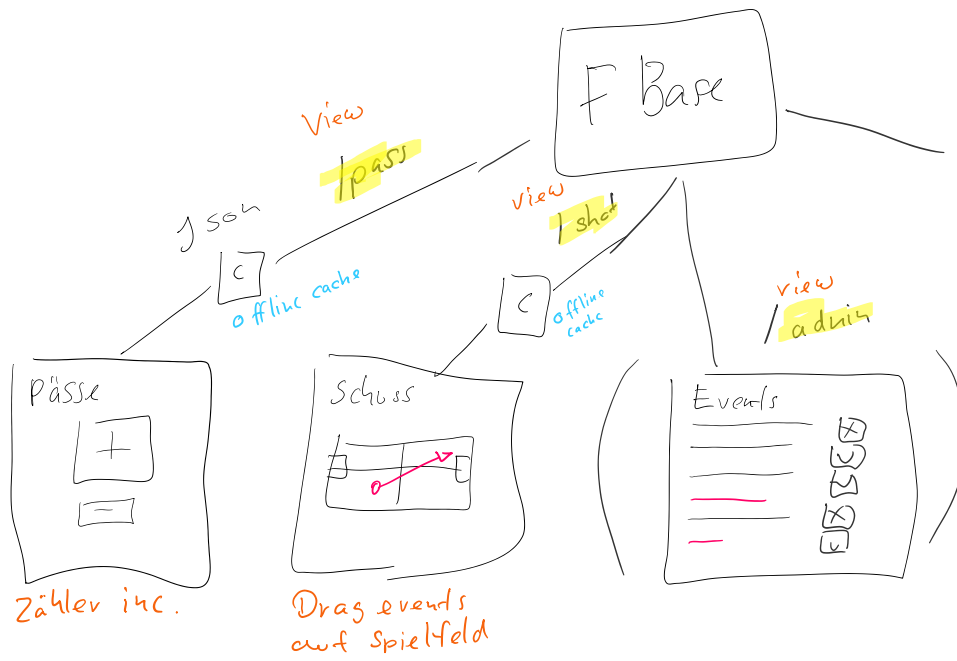 F Base
View
/pass
view
/shot
Json
C
offline cache
C
offline
cache
view
/admin
Pässe
+
-
Schuss
Events
X
X
Zähler inc.
Drag events
auf Spielfeld